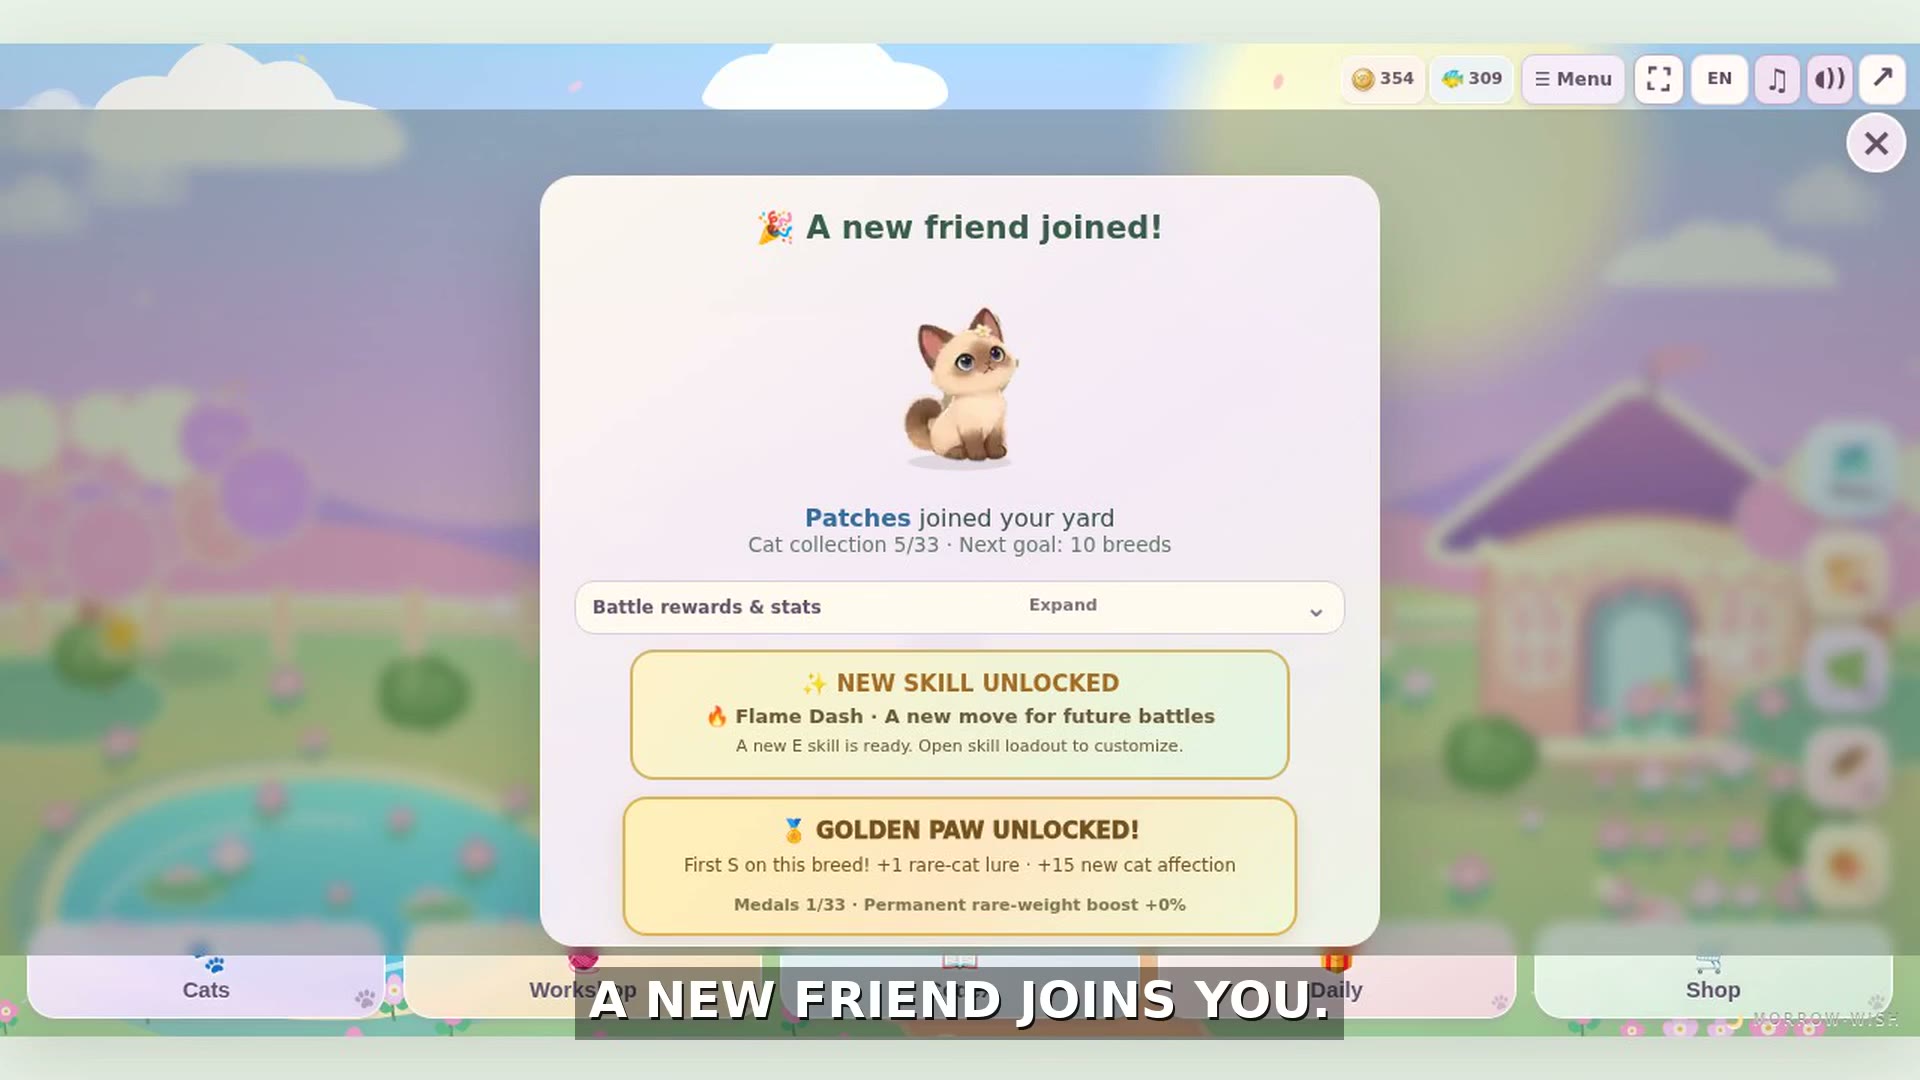 354
309
☰ Menu
EN
🎉 A new friend joined!
Patches joined your yard
Cat collection 5/33 · Next goal: 10 breeds
Battle rewards & stats
Expand
✨ NEW SKILL UNLOCKED
🔥 Flame Dash · A new move for future battles
A new E skill is ready. Open skill loadout to customize.
🏅 GOLDEN PAW UNLOCKED!
First S on this breed! +1 rare-cat lure · +15 new cat affection
Medals 1/33 · Permanent rare-weight boost +0%
Cats
Workshop
Daily
Shop
A NEW FRIEND JOINS YOU.
MORROW-WISH